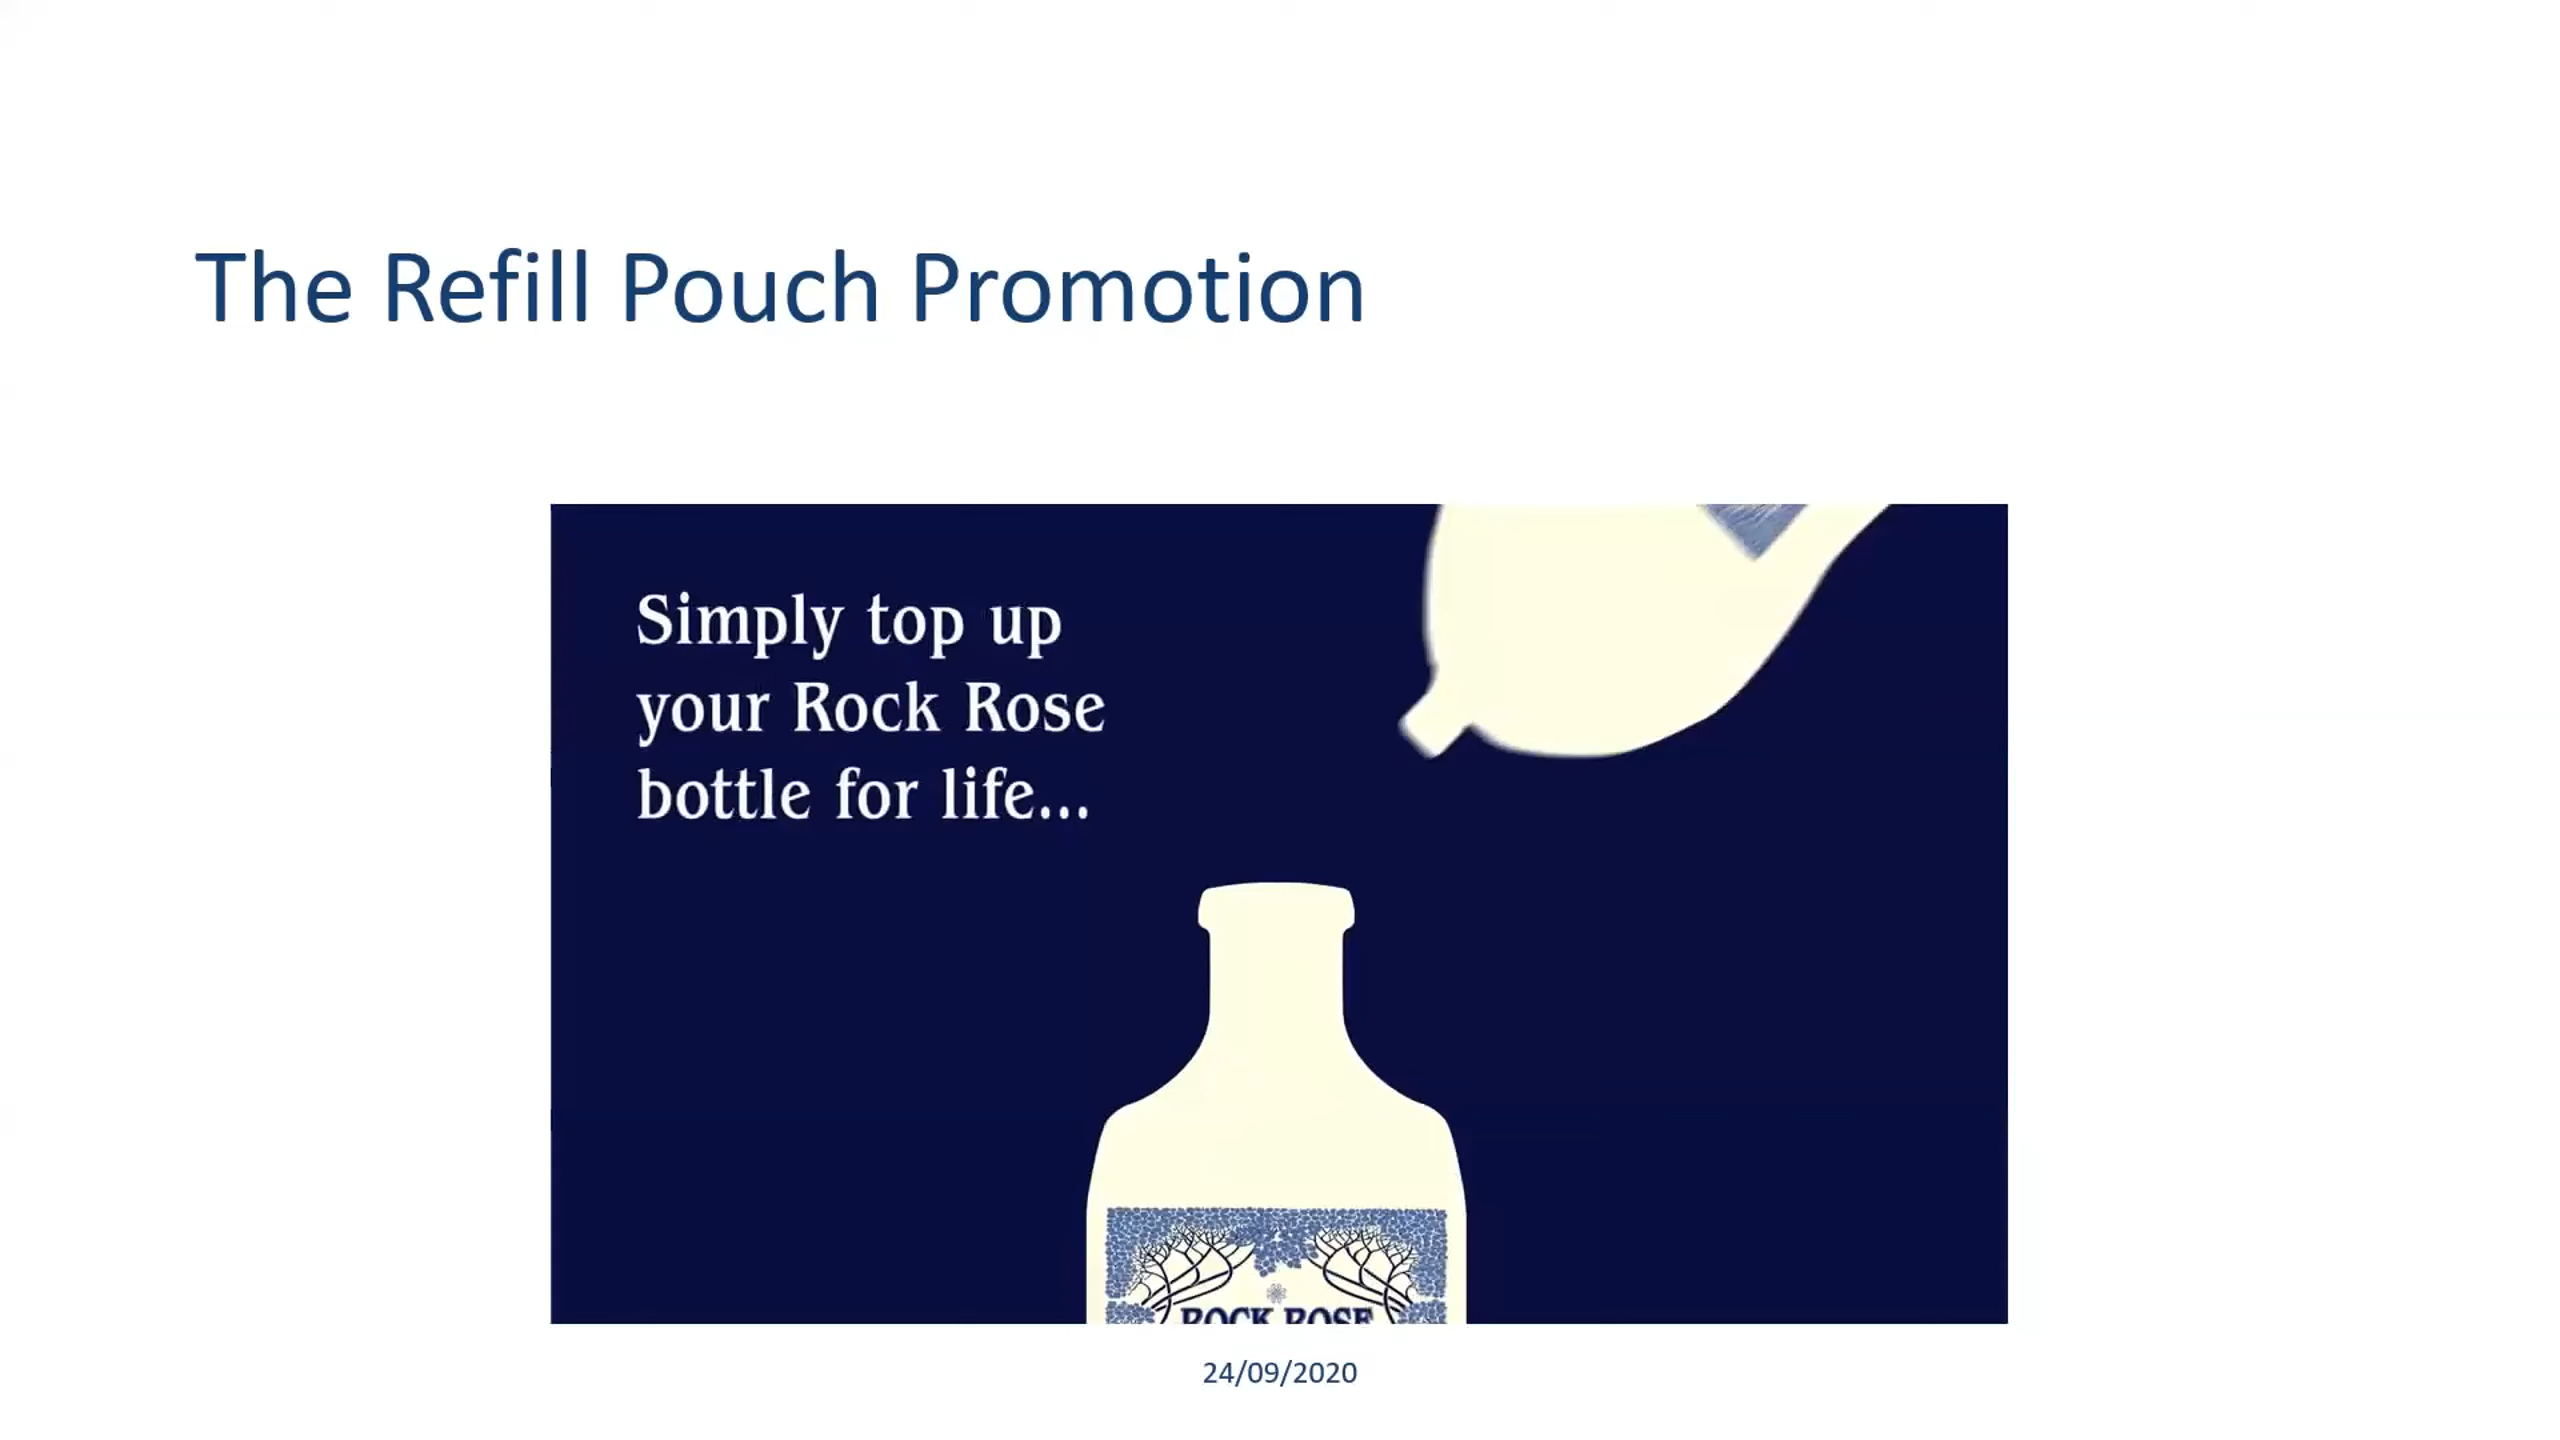 The Refill Pouch Promotion
Simply top up
your Rock Rose
bottle for life...
ROCK ROSE
24/09/2020